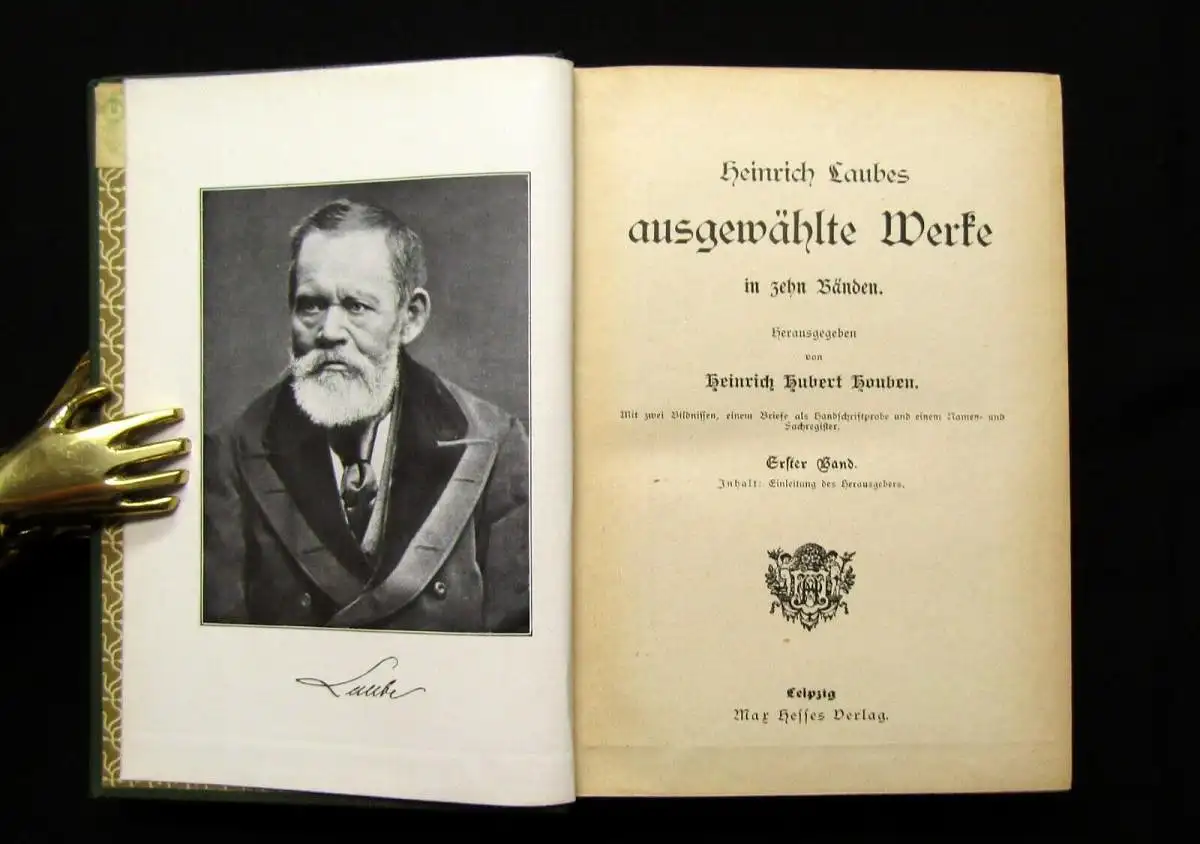 Laube
Heinrich Laubes
ausgewählte Werke
in zehn Bänden.
Herausgegeben
von
Heinrich Hubert Houben.
Mit zwei Bildnissen, einem Briefe als Handschriftprobe und einem Namen- und
Sachregister.
Erster Band.
Inhalt: Einleitung des Herausgebers.
Leipzig
Max Hesses Verlag.